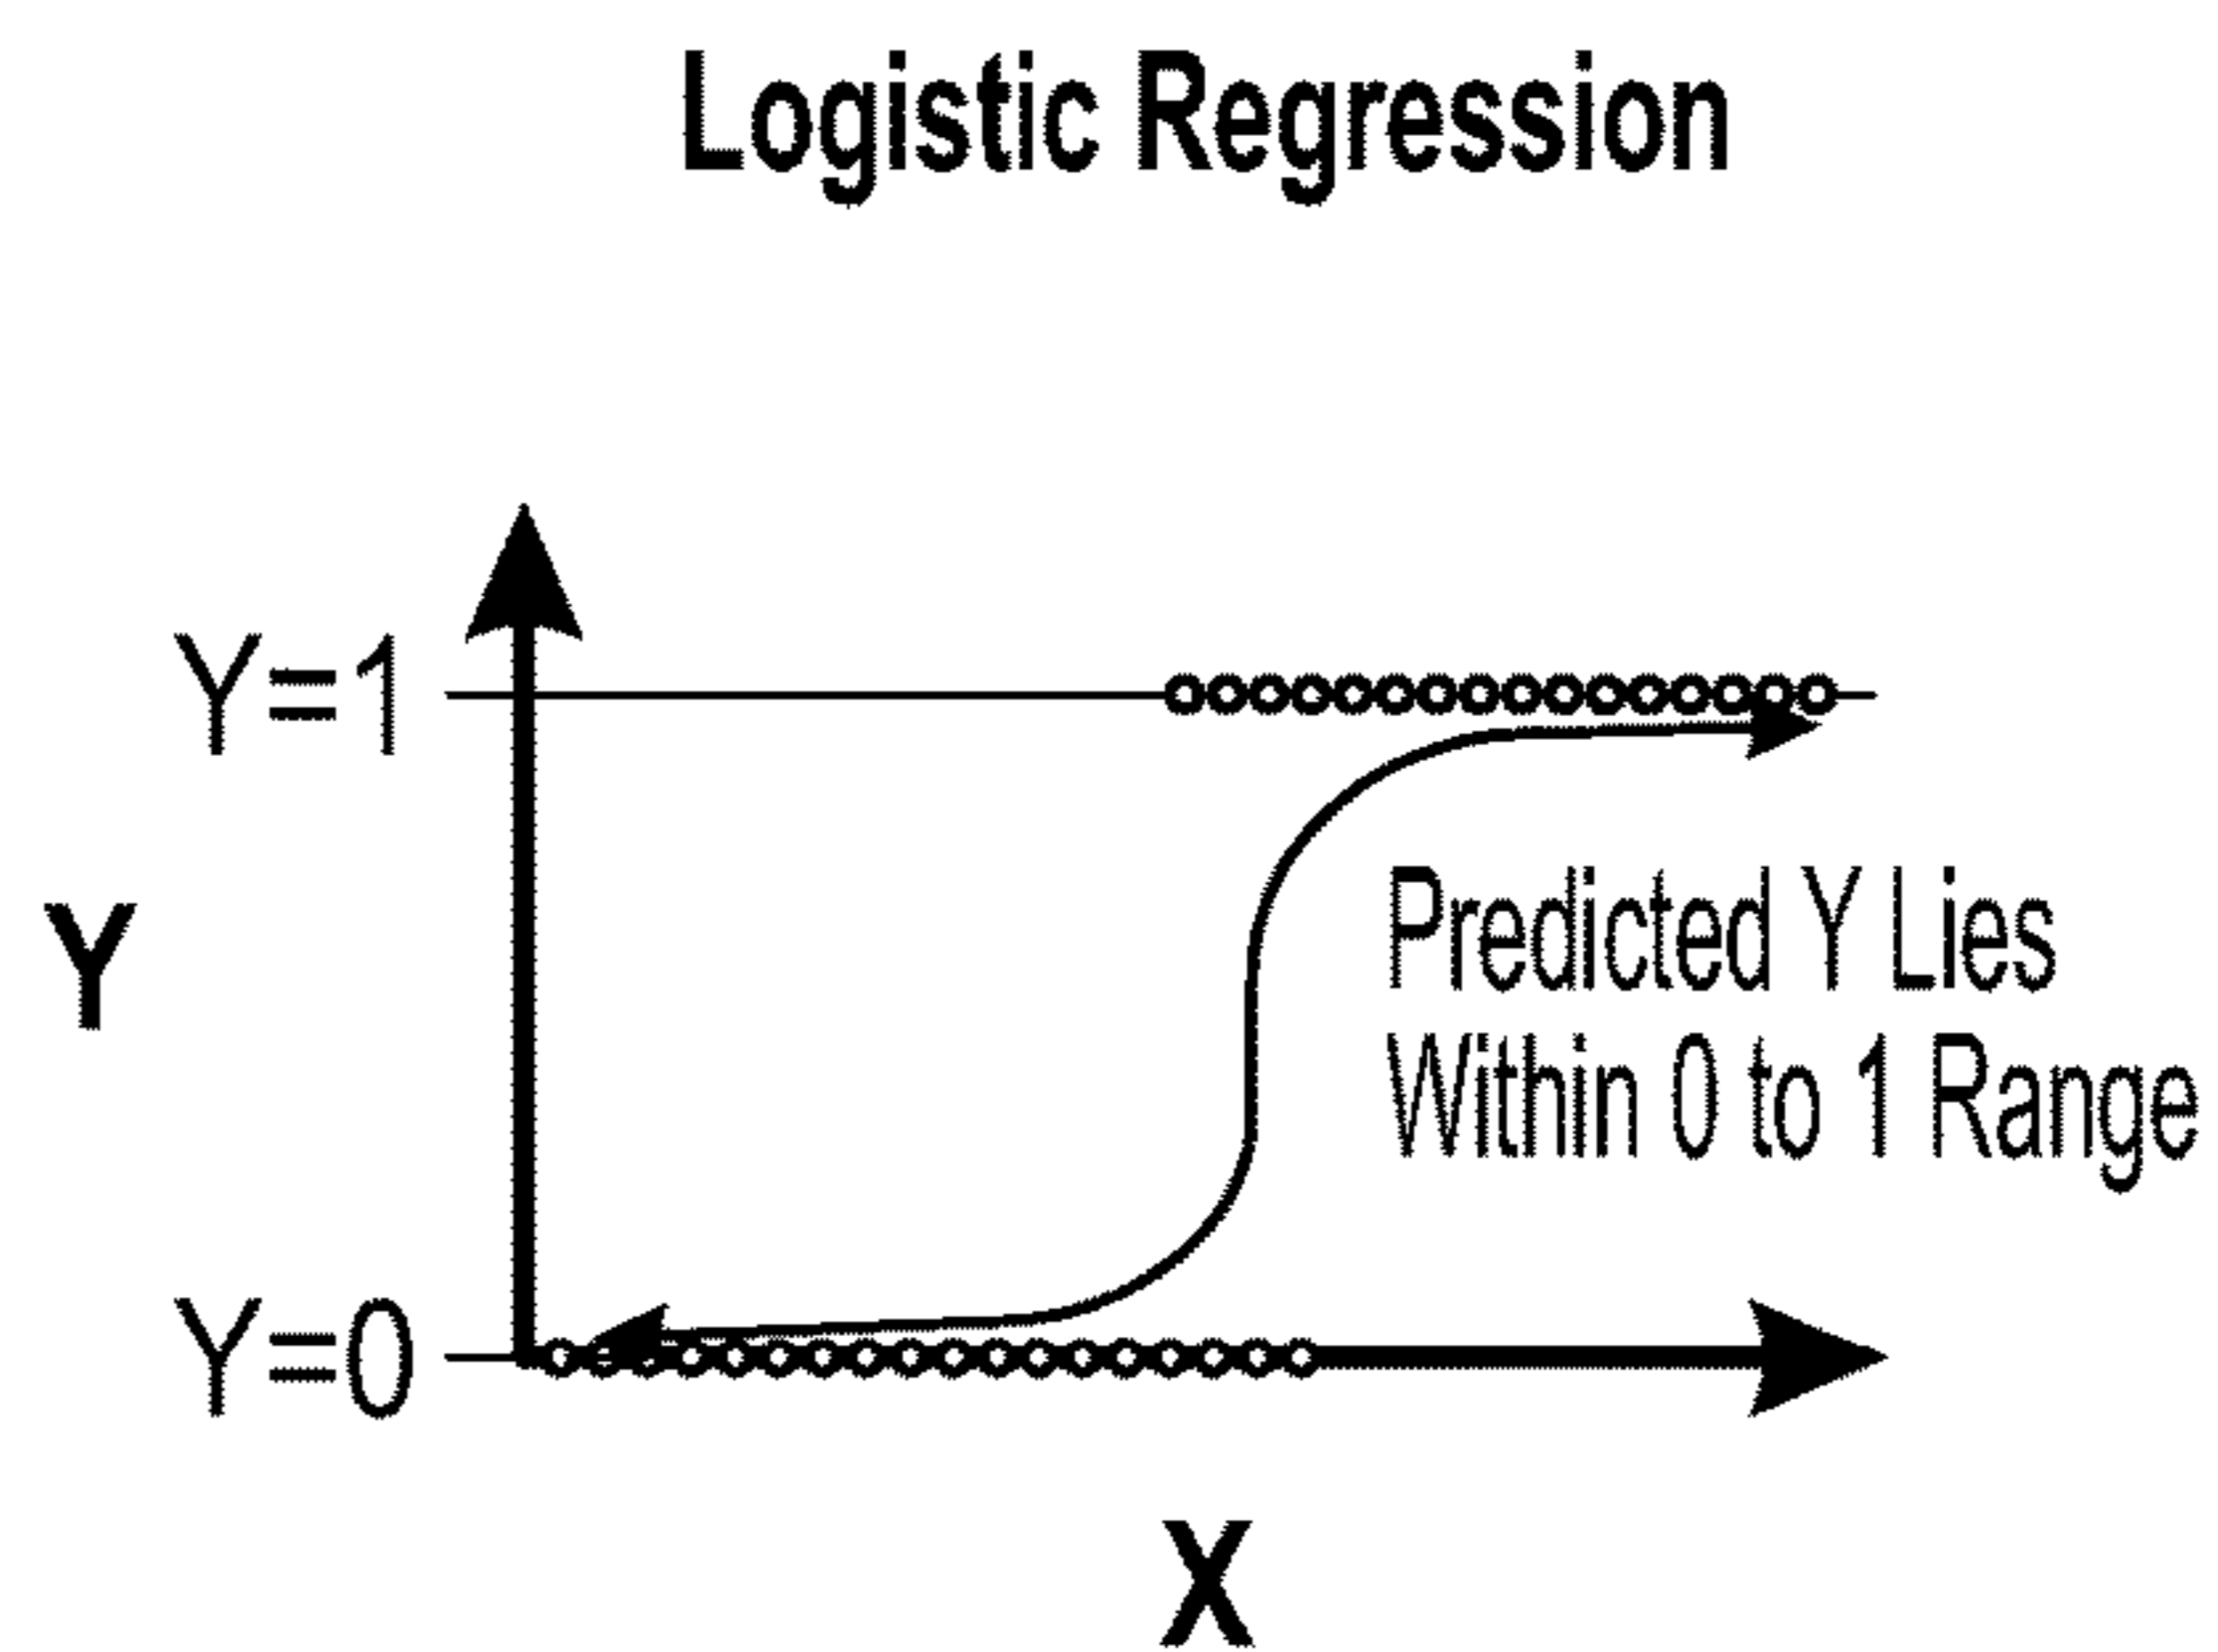 Logistic Regression
Y=1
Y
Predicted Y Lies
Within 0 to 1 Range
Y=0
X